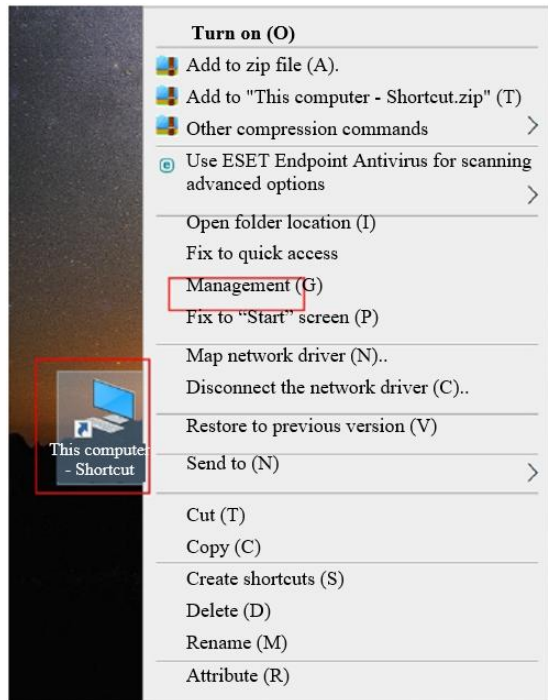 Turn on (O)
Add to zip file (A).
Add to "This computer - Shortcut.zip" (T)
Other compression commands
Use ESET Endpoint Antivirus for scanning
advanced options
Open folder location (I)
Fix to quick access
Management (G)
Fix to “Start” screen (P)
Map network driver (N)..
Disconnect the network driver (C)..
Restore to previous version (V)
This computer
- Shortcut
Send to (N)
Cut (T)
Copy (C)
Create shortcuts (S)
Delete (D)
Rename (M)
Attribute (R)